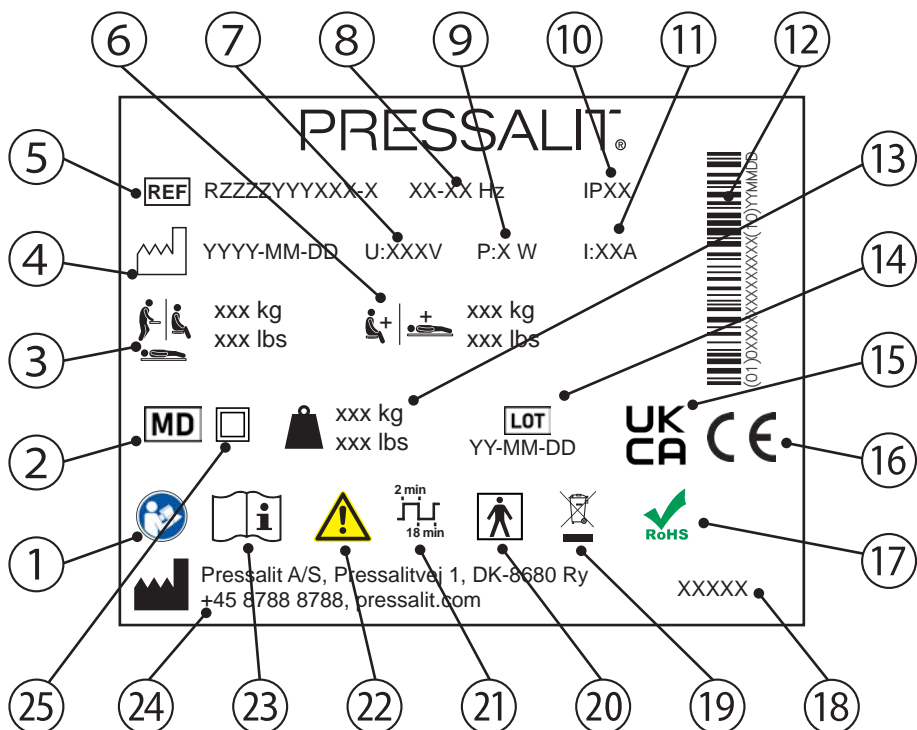 6 7 8 9 10 11 12
PRESSALIT®
5 REF RZZZZYYYXXX-X XX-XX Hz IPXX 13
4 YYYY-MM-DD U:XXXV P:X W I:XXA 14
xxx kg xxx kg
3 xxx lbs xxx lbs 15
xxx kg LOT UK
2 MD xxx lbs YY-MM-DD CA CE 16
2 min
1 i 18 min RoHS 17
Pressalit A/S, Pressalitvej 1, DK-8680 Ry
+45 8788 8788, pressalit.com XXXXX
25 24 23 22 21 20 19 18